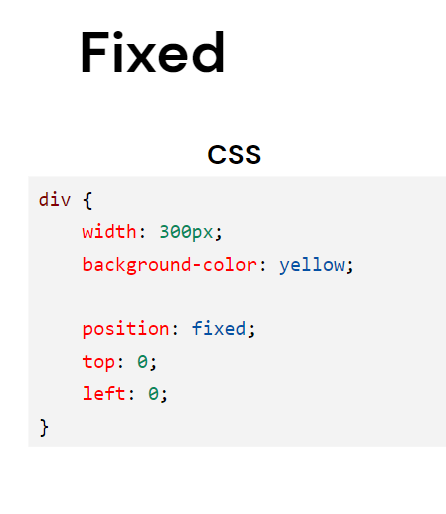 Fixed
CSS
div {
    width: 300px;
    background-color: yellow;
    position: fixed;
    top: 0;
    left: 0;
}